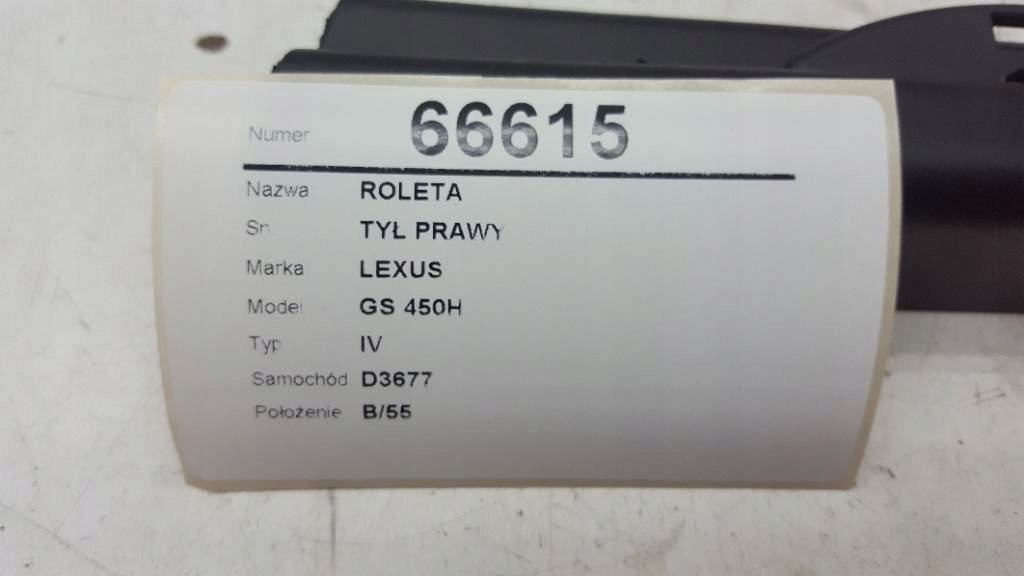 Numer 66615
Nazwa ROLETA
Sn TYŁ PRAWY
Marka LEXUS
Model GS 450H
Typ IV
Samochód D3677
Położenie B/55